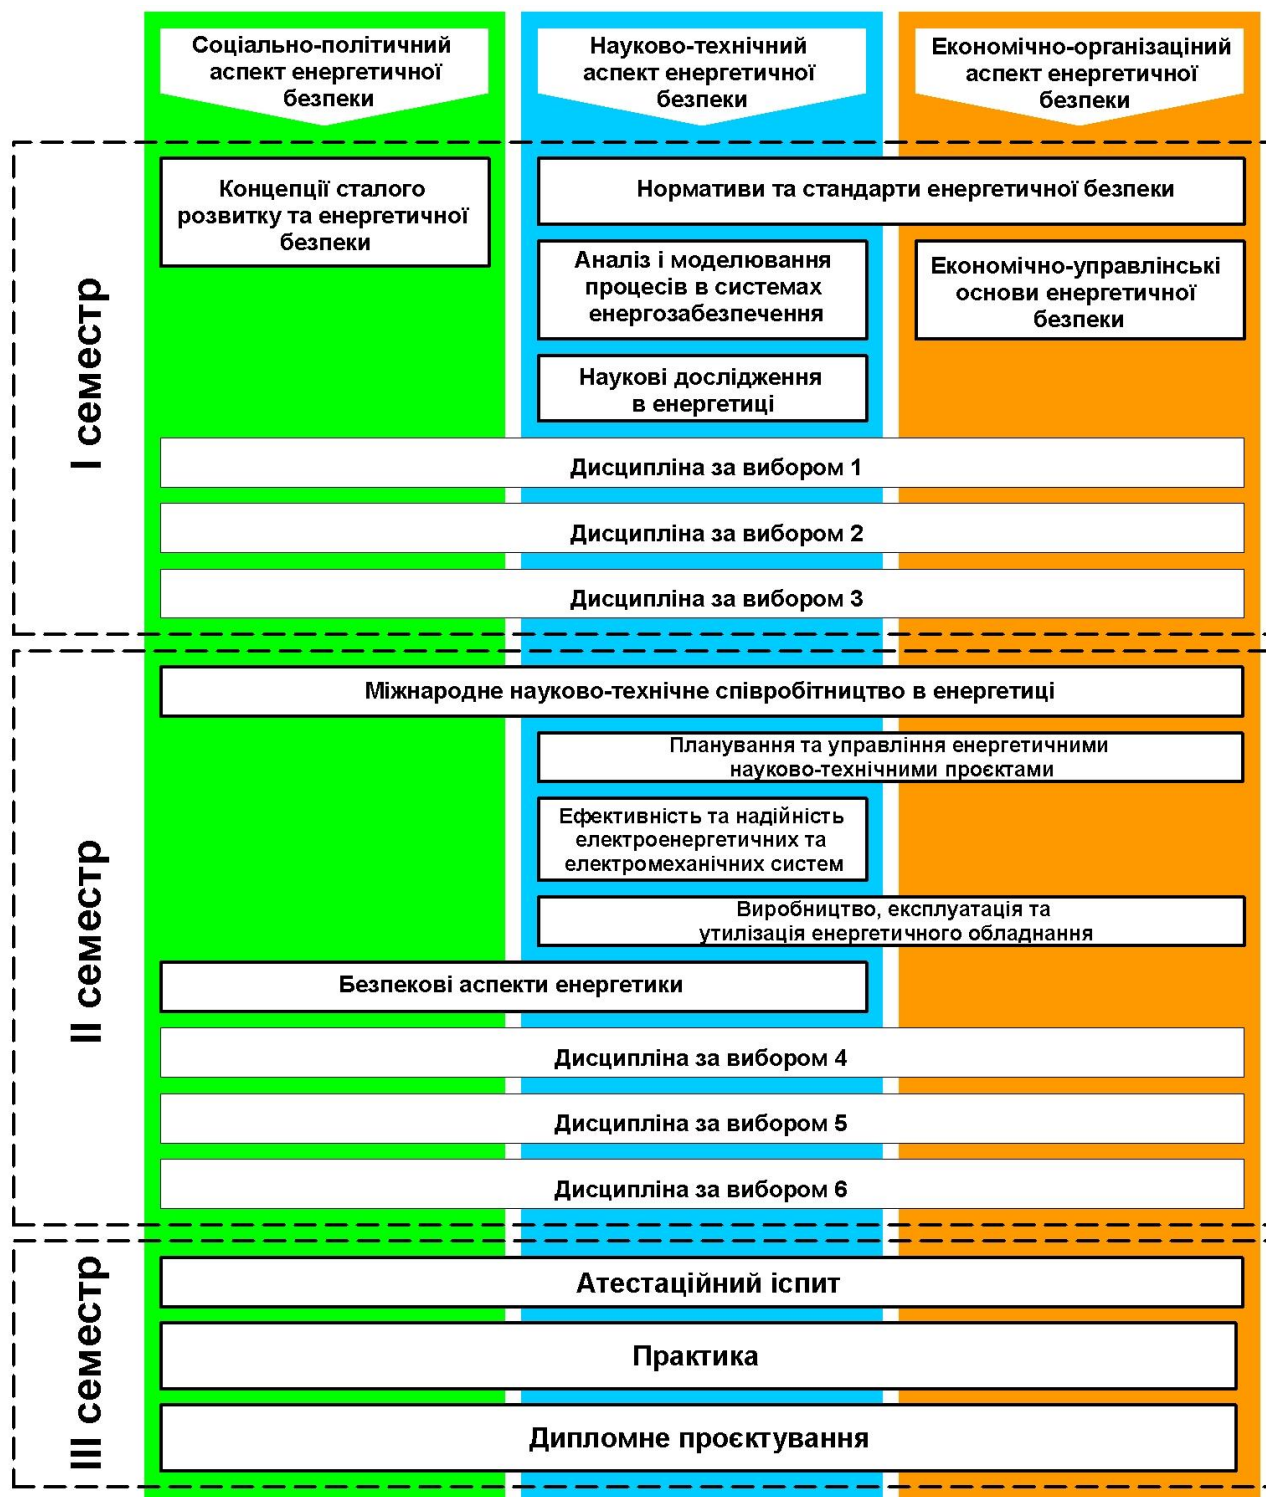 Соціально-політичний
аспект енергетичної
безпеки
Науково-технічний
аспект енергетичної
безпеки
Економічно-організаціний
аспект енергетичної
безпеки
І семестр
Концепції сталого
розвитку та енергетичної
безпеки
Нормативи та стандарти енергетичної безпеки
Аналіз і моделювання
процесів в системах
енергозабезпечення
Економічно-управлінські
основи енергетичної
безпеки
Наукові дослідження
в енергетиці
Дисципліна за вибором 1
Дисципліна за вибором 2
Дисципліна за вибором 3
ІІ семестр
Міжнародне науково-технічне співробітництво в енергетиці
Планування та управління енергетичними
науково-технічними проєктами
Ефективність та надійність
електроенергетичних та
електромеханічних систем
Виробництво, експлуатація та
утилізація енергетичного обладнання
Безпекові аспекти енергетики
Дисципліна за вибором 4
Дисципліна за вибором 5
Дисципліна за вибором 6
ІІІ семестр
Атестаційний іспит
Практика
Дипломне проєктування